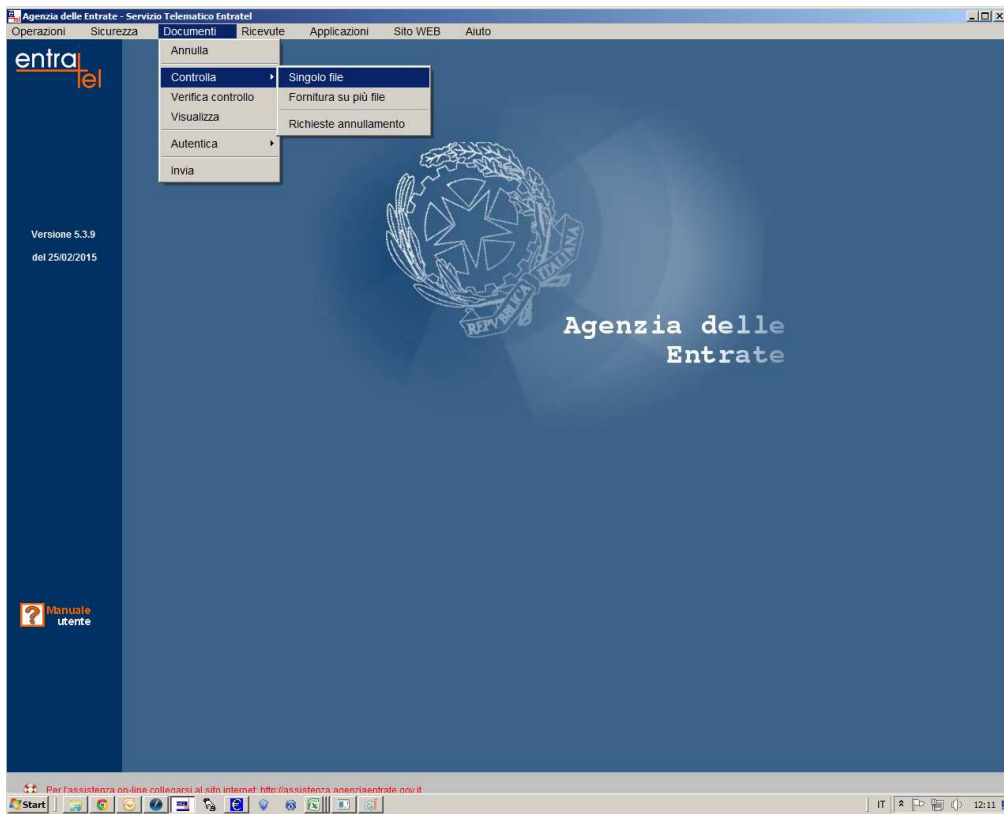 Agenzia delle Entrate - Servizio Telematico Entratel
Operazioni Sicurezza Documenti Ricevute Applicazioni Sito WEB Aiuto
entratel
Annulla
Controlla
Verifica controllo
Visualizza
Autentica
Invia
Singolo file
Fornitura su più file
Richieste annullamento
Versione 5.3.9
del 25/02/2015
REPVBBLICA ITALIANA
Agenzia delle
Entrate
Manuale
utente
Per l'assistenza on-line collegarsi al sito internet: http://assistenza.agenziaentrate.gov.it
Start
IT
12:11